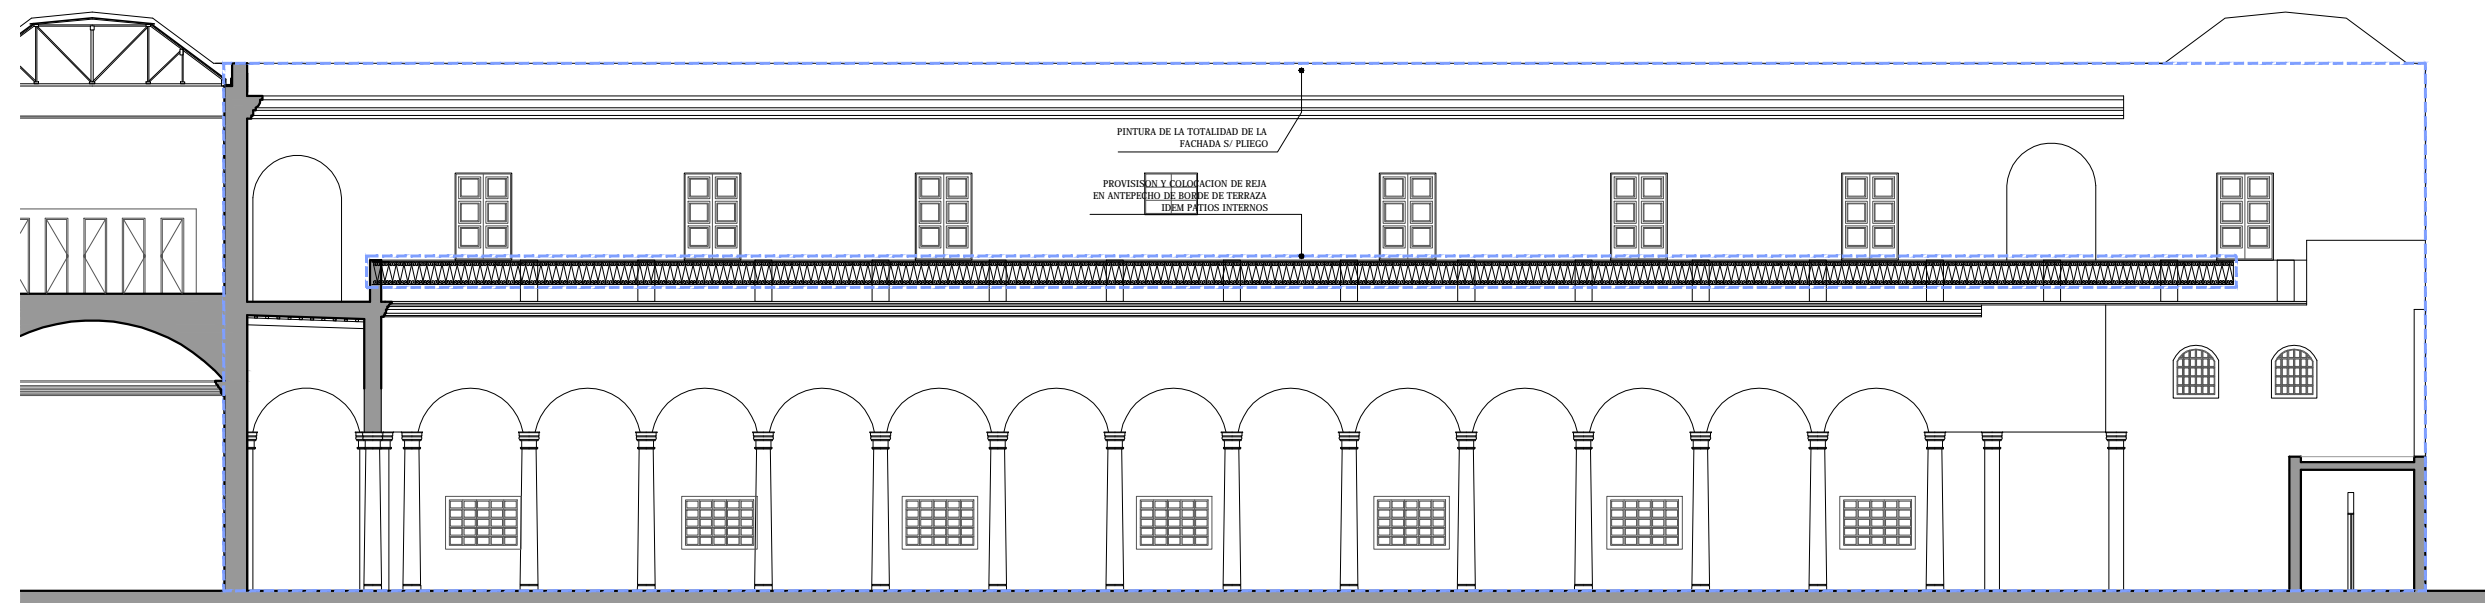 PINTURA DE LA TOTALIDAD DE LA
FACHADA S/ PLIEGO
PROVISISON Y COLOCACION DE REJA
EN ANTEPECHO DE BORDE DE TERRAZA
IDEM PATIOS INTERNOS